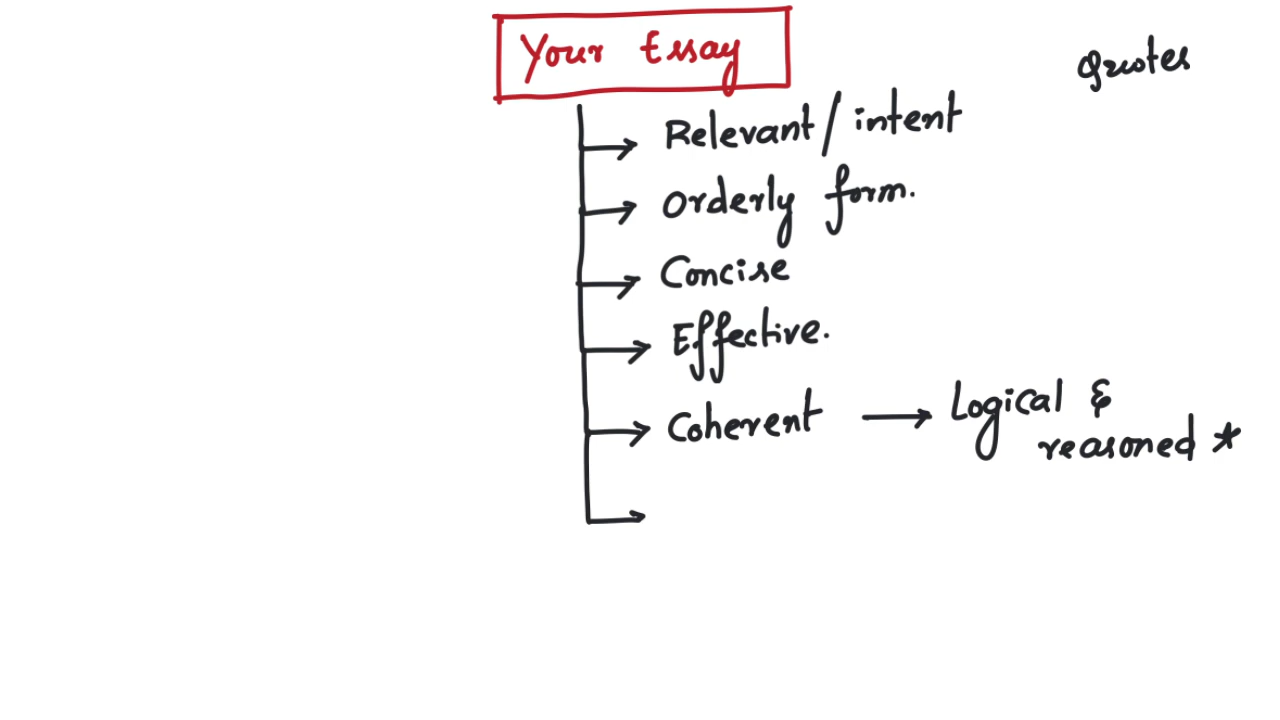 Your Essay
Quotes
Relevant/intent
Orderly form.
Concise
Effective.
Coherent → Logical &
reasoned *